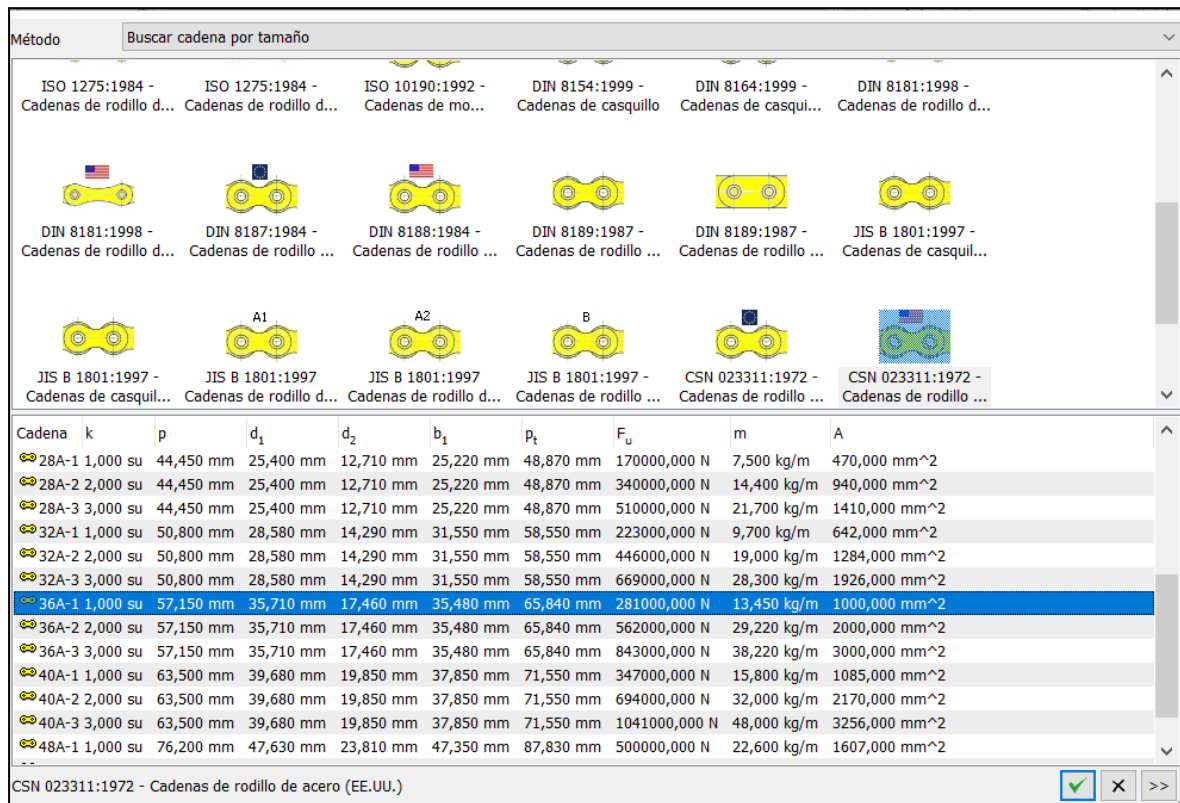 Método Buscar cadena por tamaño
ISO 1275:1984 - ISO 1275:1984 - ISO 10190:1992 - DIN 8154:1999 - DIN 8164:1999 - DIN 8181:1998 -
Cadenas de rodillo d... Cadenas de rodillo d... Cadenas de mo... Cadenas de casquillo Cadenas de casqui... Cadenas de rodillo d...
DIN 8181:1998 - DIN 8187:1984 - DIN 8188:1984 - DIN 8189:1987 - DIN 8189:1987 - JIS B 1801:1997 -
Cadenas de rodillo d... Cadenas de rodillo ... Cadenas de rodillo ... Cadenas de rodillo ... Cadenas de rodillo ... Cadenas de casquil...
A1 A2 B
JIS B 1801:1997 - JIS B 1801:1997 JIS B 1801:1997 JIS B 1801:1997 - CSN 023311:1972 - CSN 023311:1972 -
Cadenas de casquil... Cadenas de rodillo d... Cadenas de rodillo d... Cadenas de rodillo ... Cadenas de rodillo ... Cadenas de rodillo ...
Cadena k p d1 d2 b1 pt Fu m A
28A-1 1,000 su 44,450 mm 25,400 mm 12,710 mm 25,220 mm 48,870 mm 170000,000 N 7,500 kg/m 470,000 mm^2
28A-2 2,000 su 44,450 mm 25,400 mm 12,710 mm 25,220 mm 48,870 mm 340000,000 N 14,400 kg/m 940,000 mm^2
28A-3 3,000 su 44,450 mm 25,400 mm 12,710 mm 25,220 mm 48,870 mm 510000,000 N 21,700 kg/m 1410,000 mm^2
32A-1 1,000 su 50,800 mm 28,580 mm 14,290 mm 31,550 mm 58,550 mm 223000,000 N 9,700 kg/m 642,000 mm^2
32A-2 2,000 su 50,800 mm 28,580 mm 14,290 mm 31,550 mm 58,550 mm 446000,000 N 19,000 kg/m 1284,000 mm^2
32A-3 3,000 su 50,800 mm 28,580 mm 14,290 mm 31,550 mm 58,550 mm 669000,000 N 28,300 kg/m 1926,000 mm^2
36A-1 1,000 su 57,150 mm 35,710 mm 17,460 mm 35,480 mm 65,840 mm 281000,000 N 13,450 kg/m 1000,000 mm^2
36A-2 2,000 su 57,150 mm 35,710 mm 17,460 mm 35,480 mm 65,840 mm 562000,000 N 29,220 kg/m 2000,000 mm^2
36A-3 3,000 su 57,150 mm 35,710 mm 17,460 mm 35,480 mm 65,840 mm 843000,000 N 38,220 kg/m 3000,000 mm^2
40A-1 1,000 su 63,500 mm 39,680 mm 19,850 mm 37,850 mm 71,550 mm 347000,000 N 15,800 kg/m 1085,000 mm^2
40A-2 2,000 su 63,500 mm 39,680 mm 19,850 mm 37,850 mm 71,550 mm 694000,000 N 32,000 kg/m 2170,000 mm^2
40A-3 3,000 su 63,500 mm 39,680 mm 19,850 mm 37,850 mm 71,550 mm 1041000,000 N 48,000 kg/m 3256,000 mm^2
48A-1 1,000 su 76,200 mm 47,630 mm 23,810 mm 47,350 mm 87,830 mm 500000,000 N 22,600 kg/m 1607,000 mm^2
CSN 023311:1972 - Cadenas de rodillo de acero (EE.UU.) >>